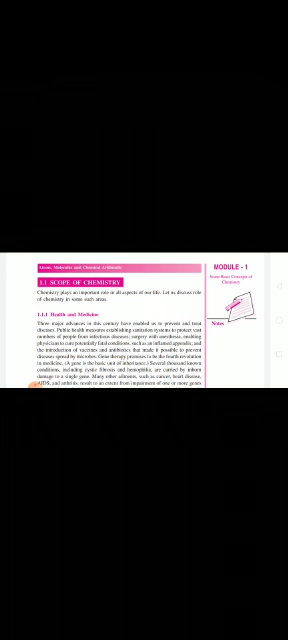 Atoms, Molecules and Chemical Arithmetic
MODULE - 1
Some Basic Concepts of
Chemistry
1.1 SCOPE OF CHEMISTRY
Chemistry plays an important role in all aspects of our life. Let us discuss role
of chemistry in some such areas.
Notes
1.1.1 Health and Medicine
Three major advances in this century have enabled us to prevent and treat
diseases. Public health measures establishing sanitation systems to protect vast
numbers of people from infectious diseases; surgery with anesthesia, enabling
physicians to cure potentially fatal conditions, such as an inflamed appendix; and
the introduction of vaccines and antibiotics that made it possible to prevent
diseases spread by microbes. Gene therapy promises to be the fourth revolution
in medicine. (A gene is the basic unit of inheritance.) Several thousand known
conditions, including cystic fibrosis and hemophilia, are carried by inborn
damage to a single gene. Many other ailments, such as cancer, heart disease,
AIDS, and arthritis, result to an extent from impairment of one or more genes